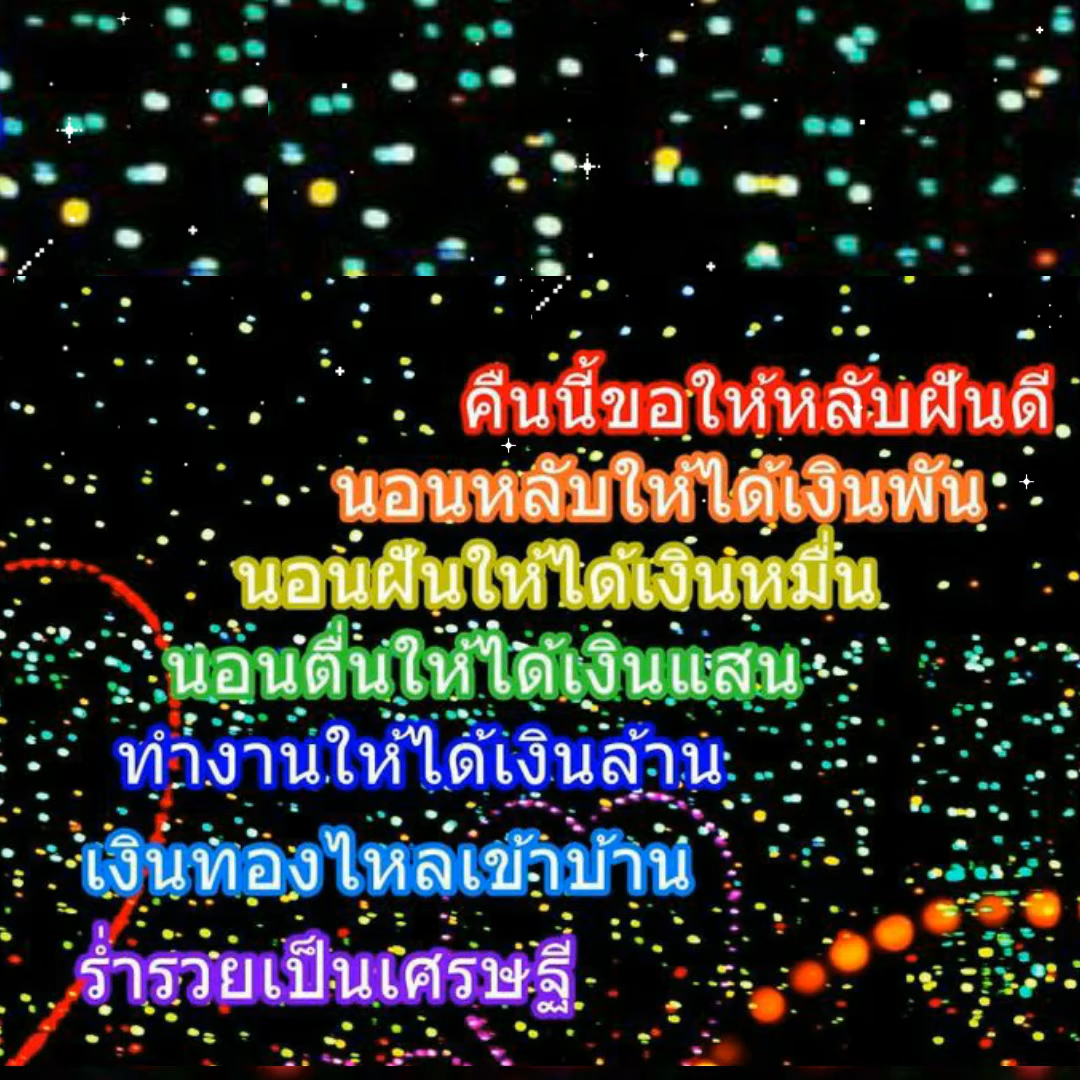 คืนนี้ขอให้หลับฝันดี
นอนหลับให้ได้เงินพัน
นอนฝันให้ได้เงินหมื่น
นอนตื่นให้ได้เงินแสน
ทำงานให้ได้เงินล้าน
เงินทองไหลเข้าบ้าน
ร่ำรวยเป็นเศรษฐี